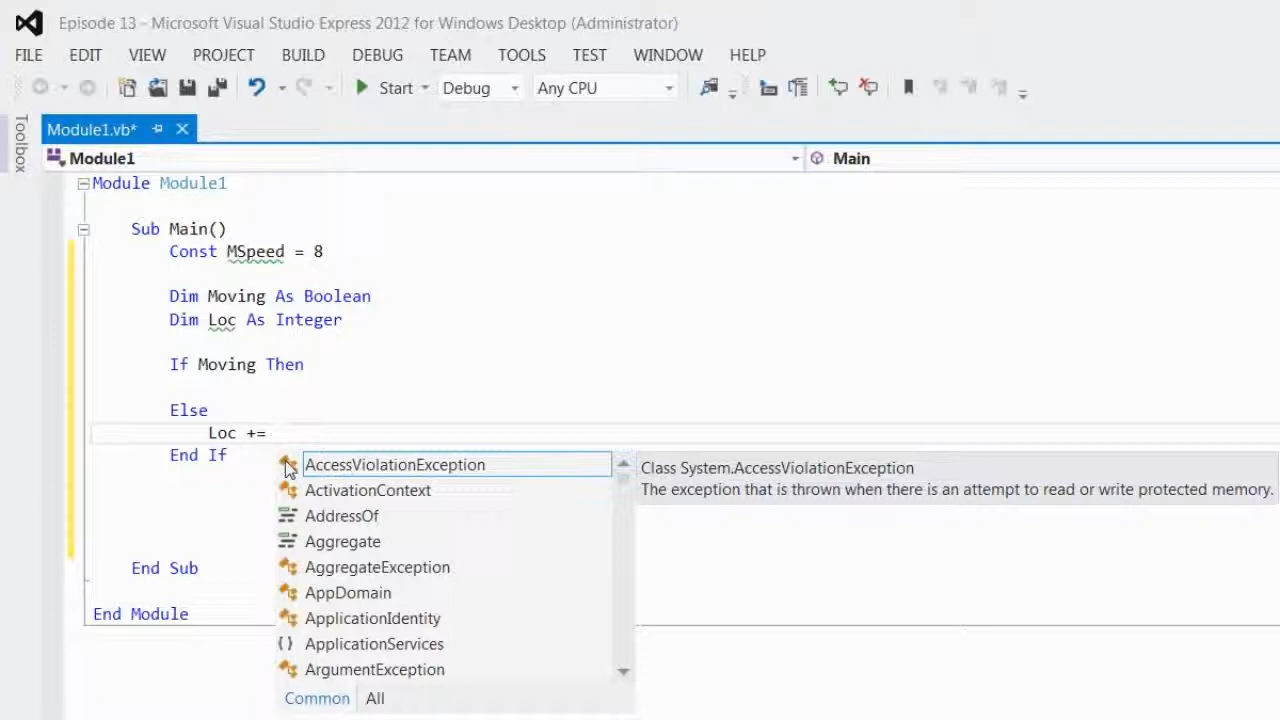 Episode 13 - Microsoft Visual Studio Express 2012 for Windows Desktop (Administrator)
FILE EDIT VIEW PROJECT BUILD DEBUG TEAM TOOLS TEST WINDOW HELP
Start Debug Any CPU
Toolbox
Module1.vb*
Module1 Main
Module Module1
Sub Main()
Const MSpeed = 8
Dim Moving As Boolean
Dim Loc As Integer
If Moving Then
Else
Loc +=
End If
AccessViolationException
ActivationContext
AddressOf
Aggregate
AggregateException
AppDomain
ApplicationIdentity
ApplicationServices
ArgumentException
Common All
Class System.AccessViolationException
The exception that is thrown when there is an attempt to read or write protected memory.
End Sub
End Module